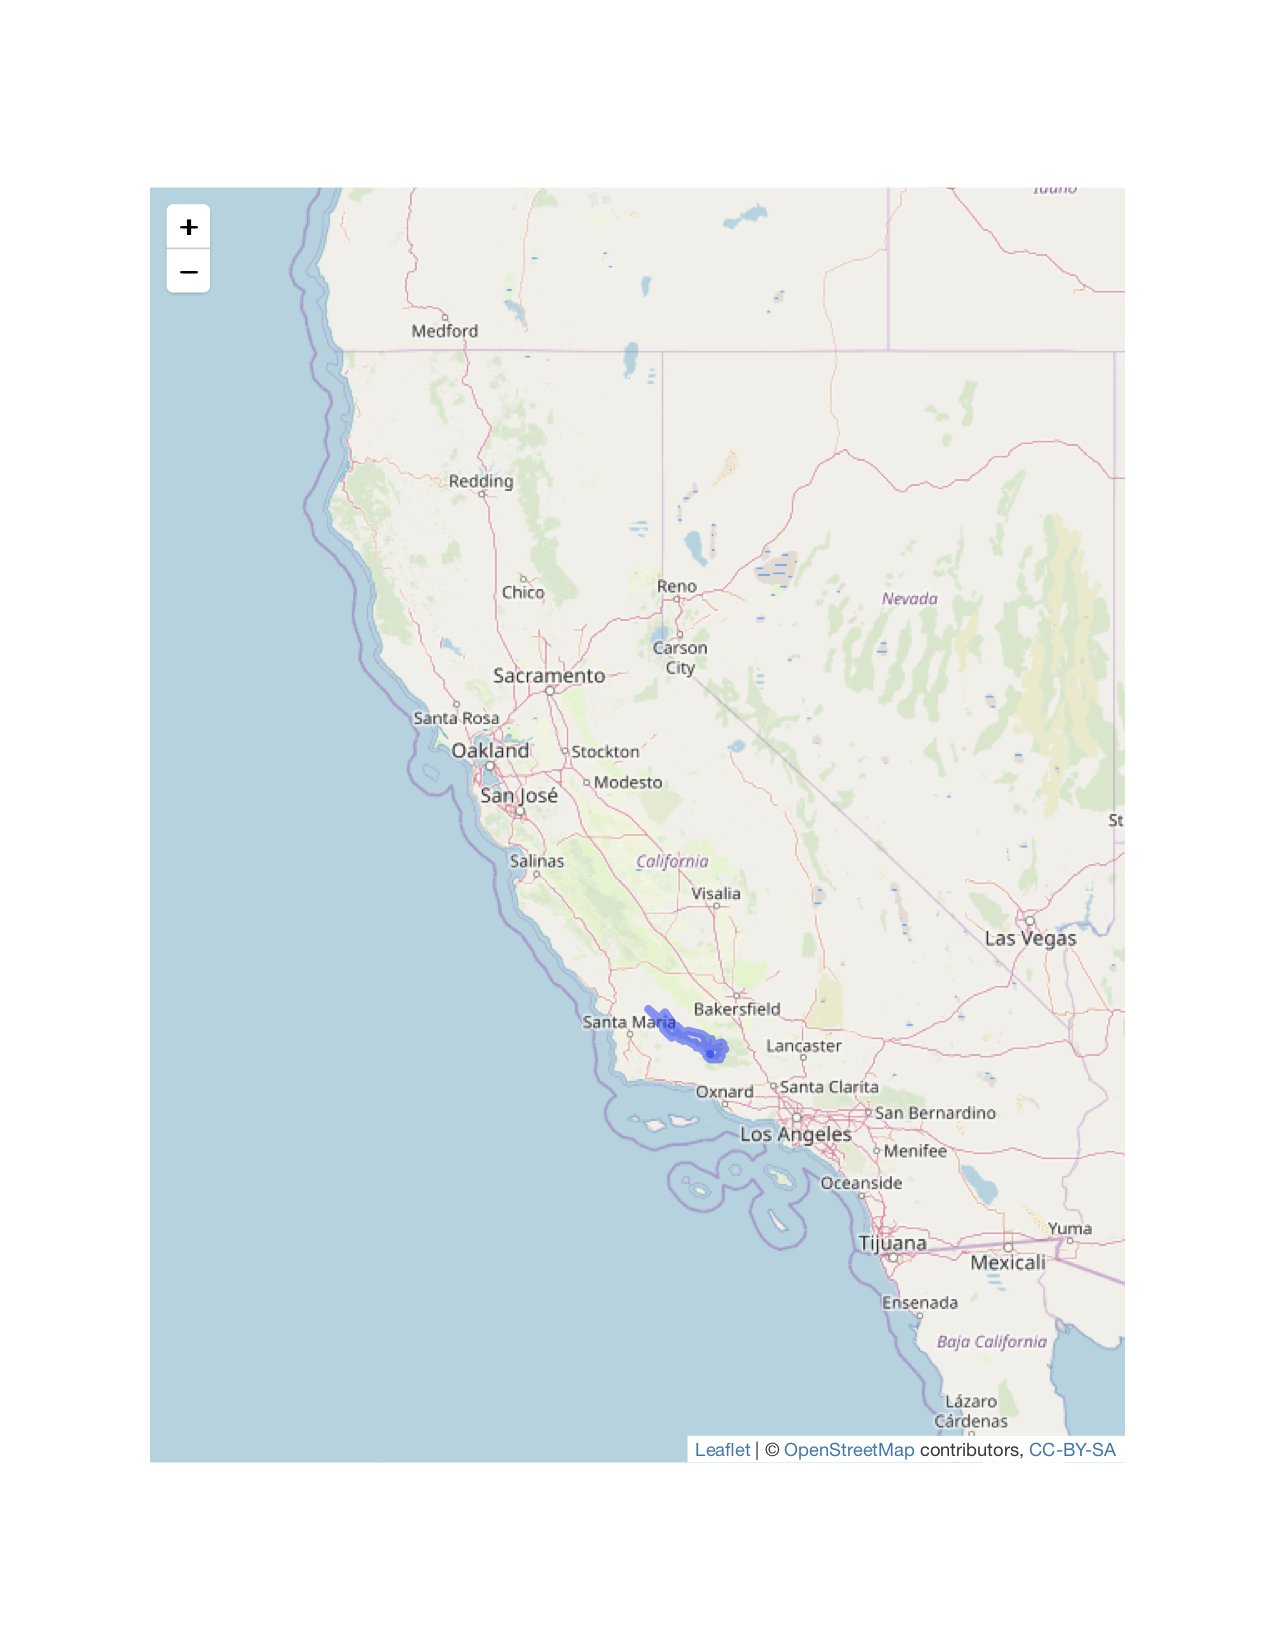 Idaho
+
−
Medford
Redding
Chico
Reno
Nevada
Carson
City
Sacramento
Santa Rosa
Oakland
Stockton
Modesto
San José
St
Salinas
California
Visalia
Las Vegas
Bakersfield
Santa Maria
Lancaster
Oxnard
Santa Clarita
San Bernardino
Los Angeles
Menifee
Oceanside
Yuma
Tijuana
Mexicali
Ensenada
Baja California
Lázaro
Cárdenas
Leaflet | © OpenStreetMap contributors, CC-BY-SA